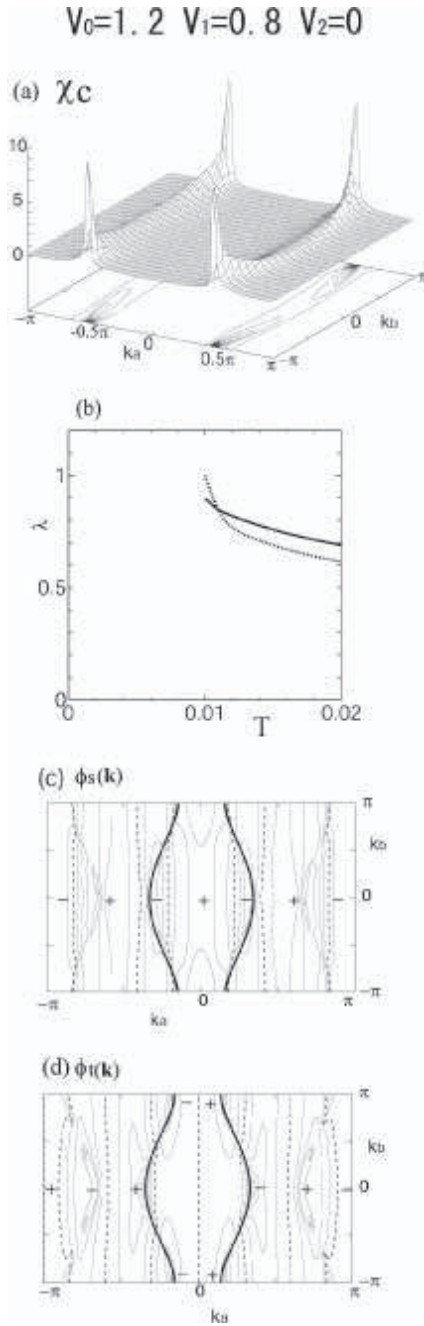 V₀=1.2 V₁=0.8 V₂=0
(a) χc
10
5
0
-π
-0.5π
0
ka
0.5π
π
-π
0
kb
π
(b)
1
λ
0.5
0
0
0.01
T
0.02
(c) ϕs(k)
π
kb
0
-π
- + - + - + -
-π
0
π
ka
(d) ϕt(k)
π
kb
0
-π
- +
+ - + - + -
- +
-π
0
π
ka